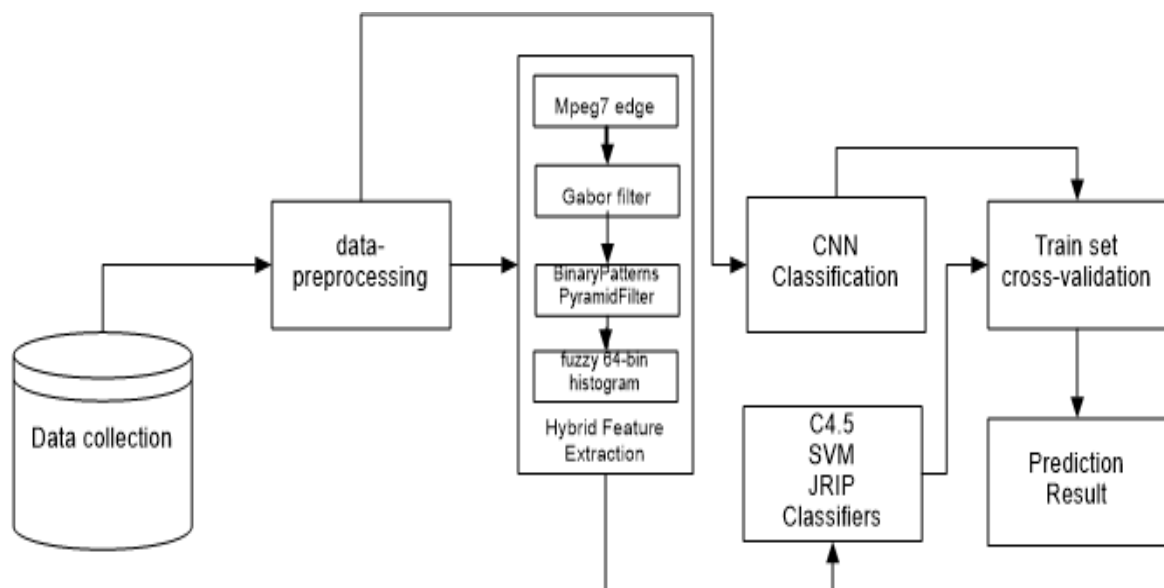 Data collection
data-
preprocessing
Mpeg7 edge
Gabor filter
BinaryPatterns
PyramidFilter
fuzzy 64-bin
histogram
Hybrid Feature
Extraction
CNN
Classification
C4.5
SVM
JRIP
Classifiers
Train set
cross-validation
Prediction
Result